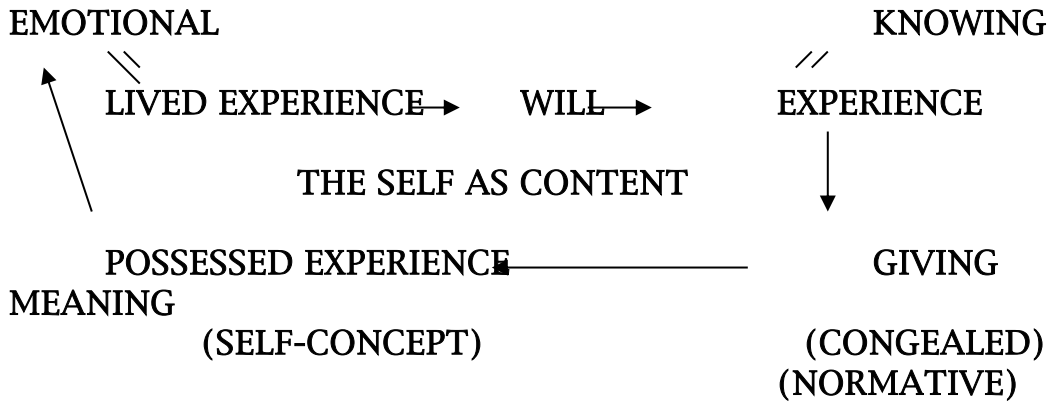 EMOTIONAL KNOWING
LIVED EXPERIENCE WILL EXPERIENCE
THE SELF AS CONTENT
POSSESSED EXPERIENCE GIVING
MEANING
(SELF-CONCEPT) (CONGEALED)
(NORMATIVE)